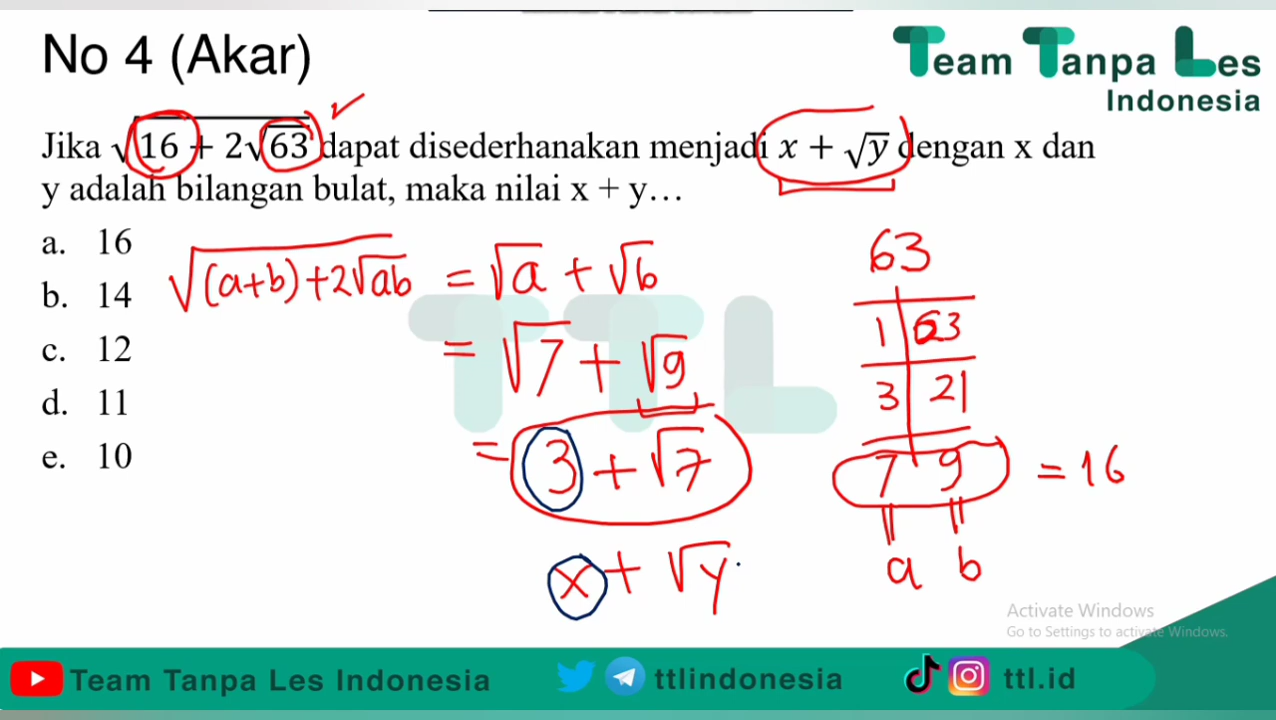 No 4 (Akar)
Team Tanpa Les
Indonesia
Jika √(16 + 2√63) dapat disederhanakan menjadi x + √y dengan x dan
y adalah bilangan bulat, maka nilai x + y…
a. 16
b. 14
c. 12
d. 11
e. 10
√((a+b)+2√ab) = √a + √b
= √7 + √9
= 3 + √7
x + √y
63
1 63
3 21
7 9 = 16
a b
TTL
Activate Windows
Go to Settings to activate Windows.
Team Tanpa Les Indonesia
ttlindonesia
ttl.id